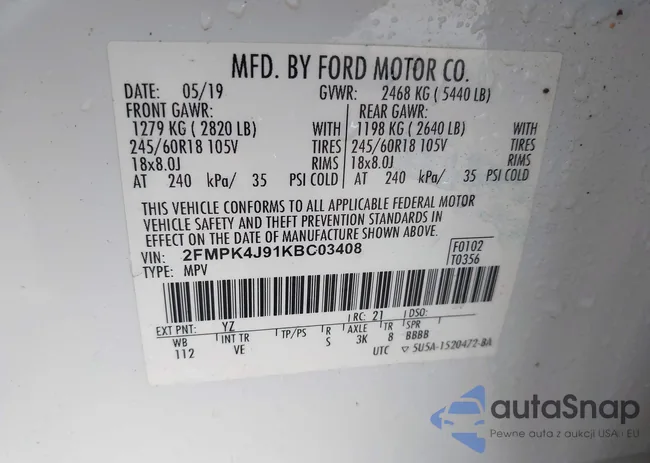 MFD. BY FORD MOTOR CO.
DATE: 05/19 GVWR: 2468 KG ( 5440 LB)
FRONT GAWR: REAR GAWR:
1279 KG ( 2820 LB) WITH 1198 KG ( 2640 LB) WITH
245/60R18 105V TIRES 245/60R18 105V TIRES
18x8.0J RIMS 18x8.0J RIMS
AT 240 kPa/ 35 PSI COLD AT 240 kPa/ 35 PSI COLD
THIS VEHICLE CONFORMS TO ALL APPLICABLE FEDERAL MOTOR
VEHICLE SAFETY AND THEFT PREVENTION STANDARDS IN
EFFECT ON THE DATE OF MANUFACTURE SHOWN ABOVE.
VIN: 2FMPK4J91KBC03408 F0102
TYPE: MPV T0356
EXT PNT: YZ RC: 21 DSO:
WB INT TR TP/PS R AXLE TR SPR
112 VE S 3K 8 BBBB
UTC ▽ 5U5A-1520472-BA
autaSnap
Pewne auta z aukcji USA i EU